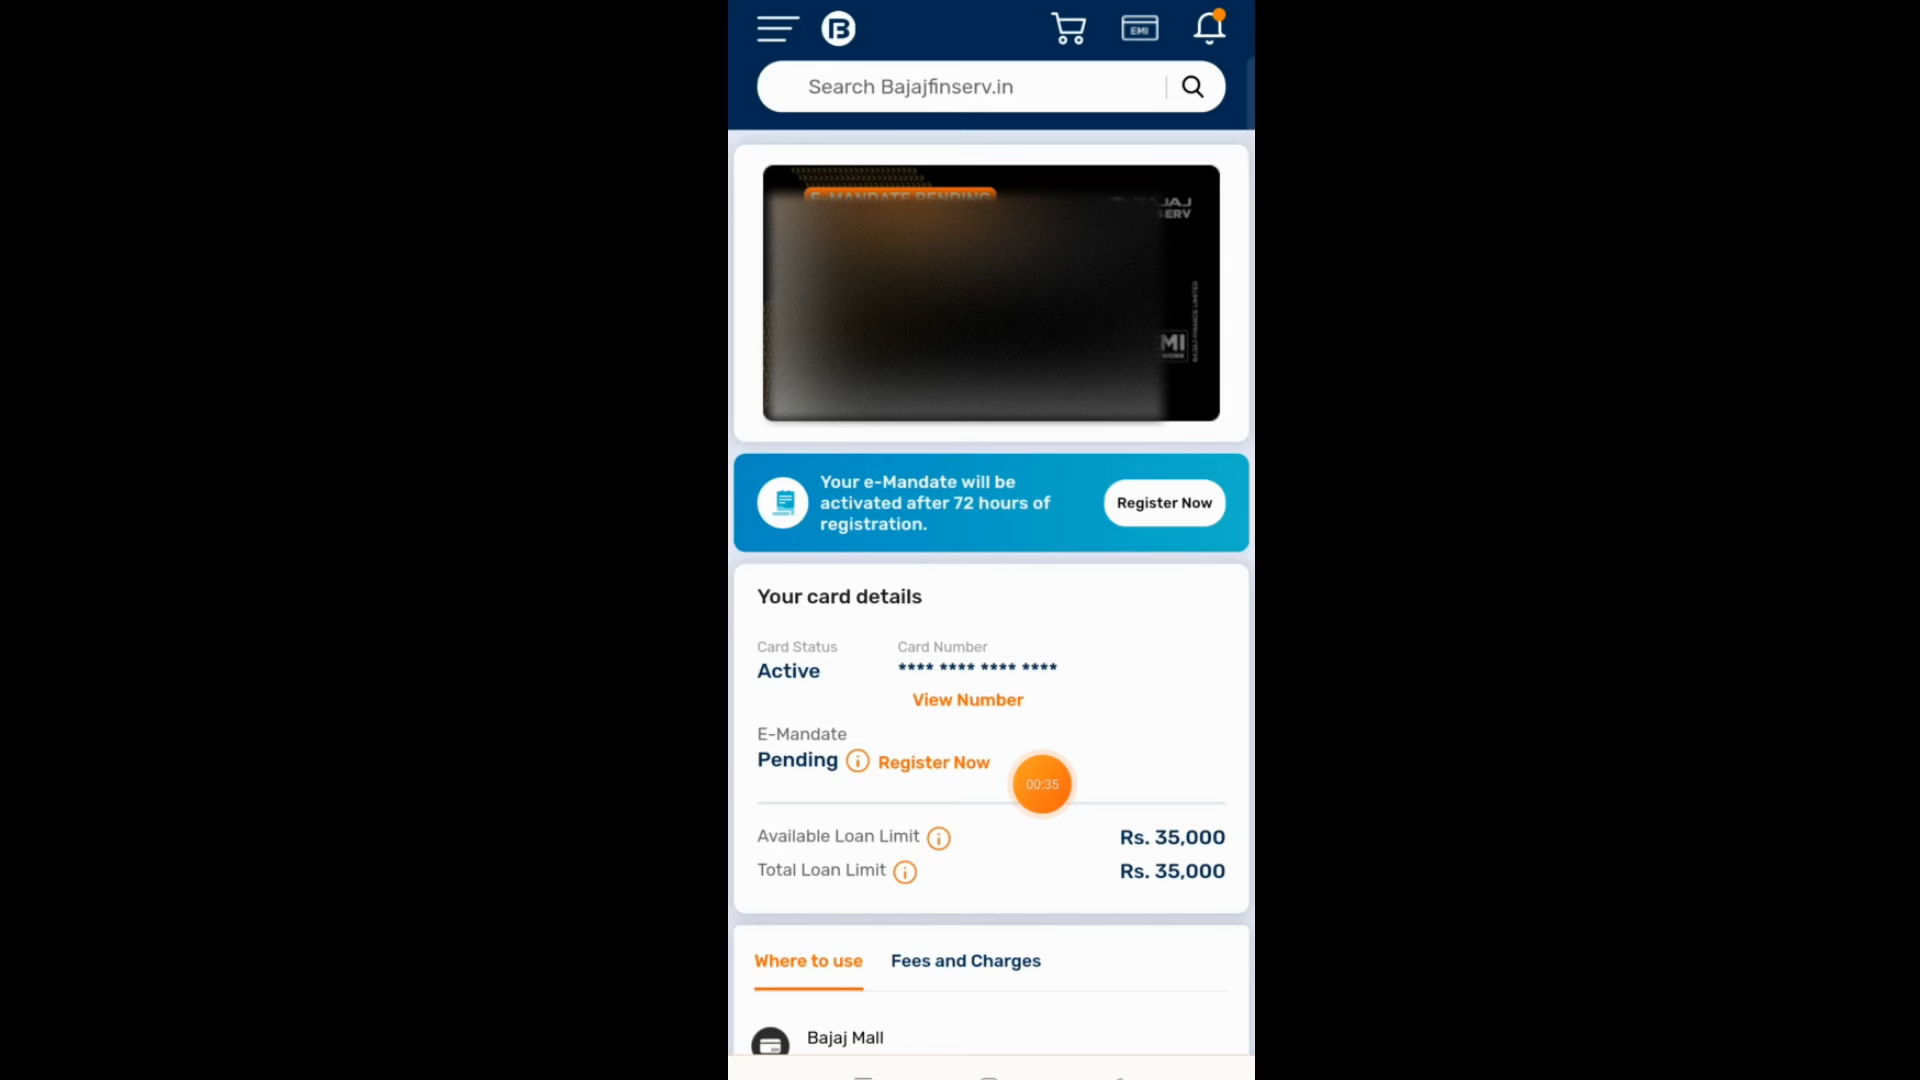 EMI
Search Bajajfinserv.in
E-MANDATE PENDING
Your e-Mandate will be
activated after 72 hours of
registration.
Register Now
Your card details
Card Status
Card Number
Active
**** **** **** ****
View Number
E-Mandate
Pending
Register Now
00:35
Available Loan Limit
Rs. 35,000
Total Loan Limit
Rs. 35,000
Where to use
Fees and Charges
Bajaj Mall